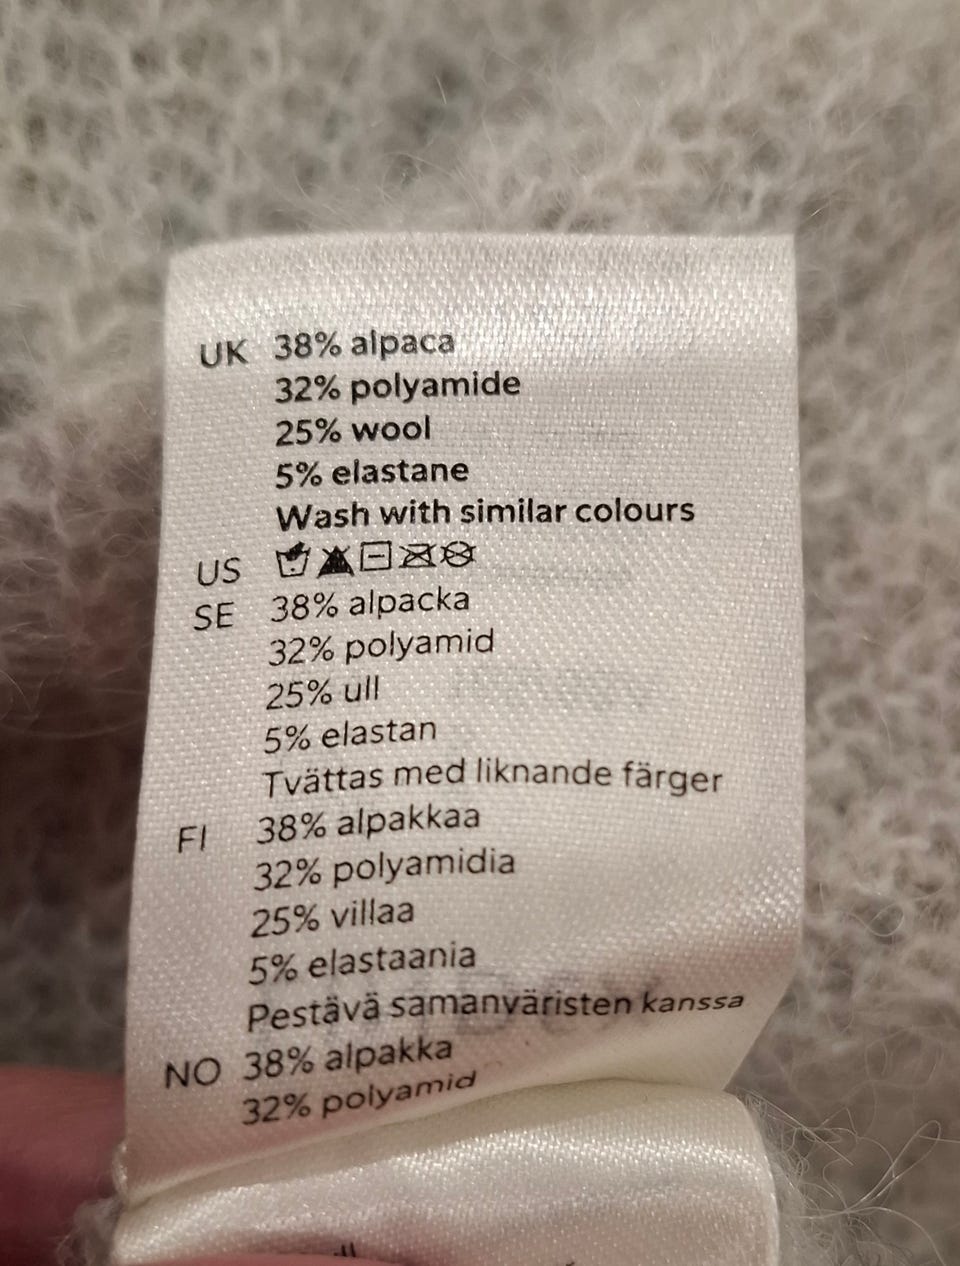 UK 38% alpaca
32% polyamide
25% wool
5% elastane
Wash with similar colours
US
SE 38% alpacka
32% polyamid
25% ull
5% elastan
Tvättas med liknande färger
FI 38% alpakkaa
32% polyamidia
25% villaa
5% elastaania
Pestävä samanväristen kanssa
NO 38% alpakka
32% polyamid